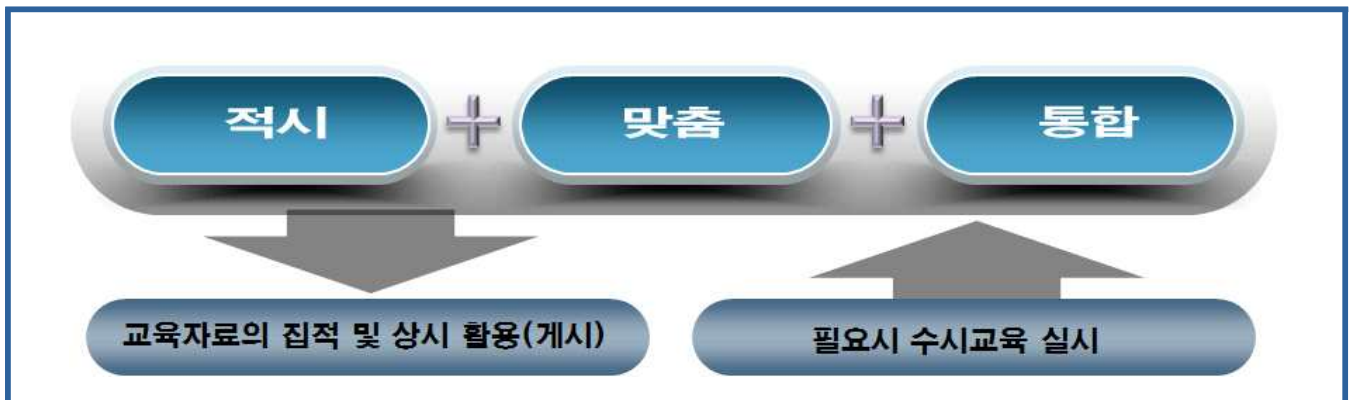 적시 + 맞춤 + 통합
교육자료의 집적 및 상시 활용(게시)
필요시 수시교육 실시